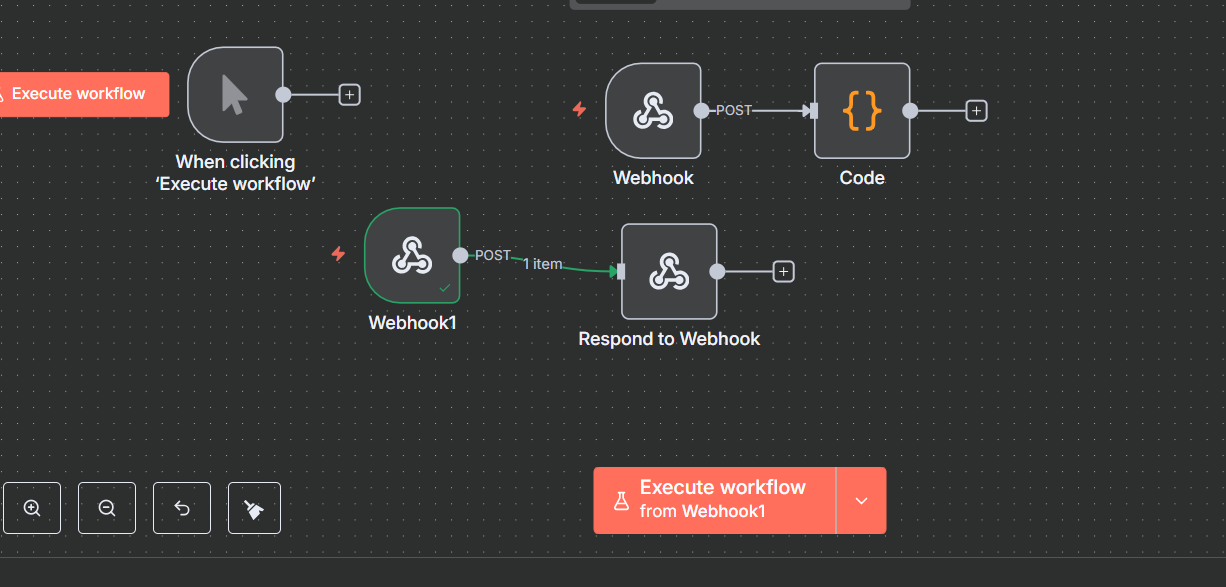 Execute workflow
When clicking
‘Execute workflow’
POST
Webhook
{}
Code
POST
1 item
Webhook1
Respond to Webhook
Execute workflow
from Webhook1